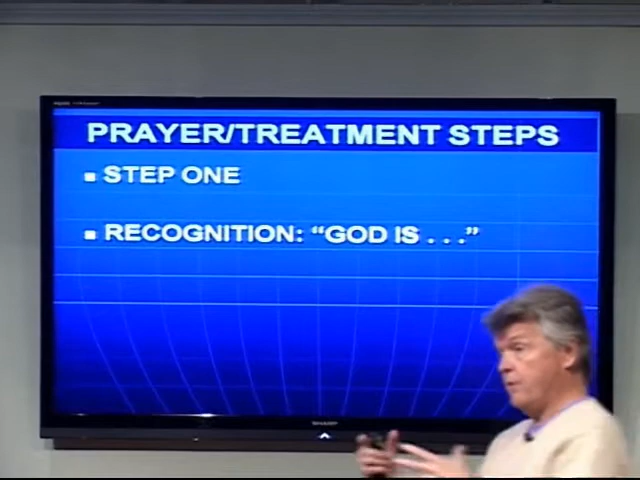 PRAYER/TREATMENT STEPS
STEP ONE
RECOGNITION: “GOD IS . . .”
SHARP